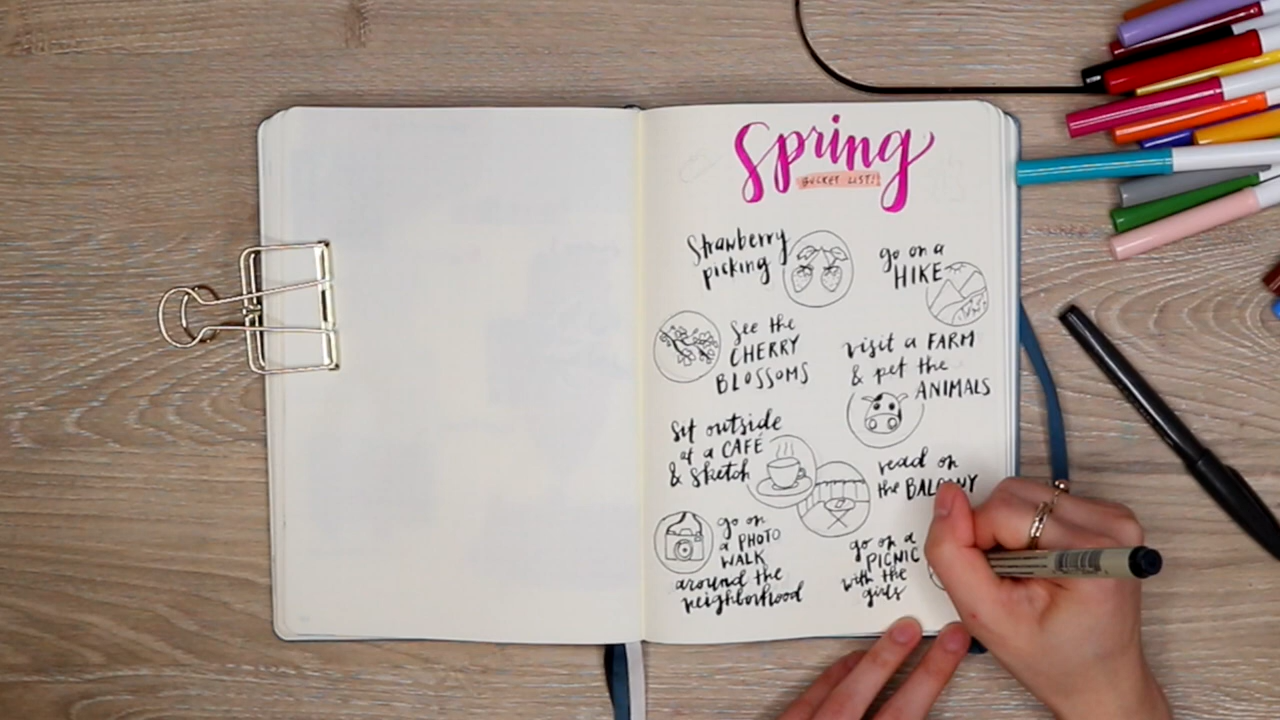 Spring
BUCKET LIST:
Strawberry
picking
go on a
HIKE
See the
CHERRY
BLOSSOMS
visit a FARM
& pet the
ANIMALS
Sit outside
at a CAFÉ
& sketch
read on
the BALCONY
go on
a PHOTO
WALK
around the
neighborhood
go on a
PICNIC
with the
girls